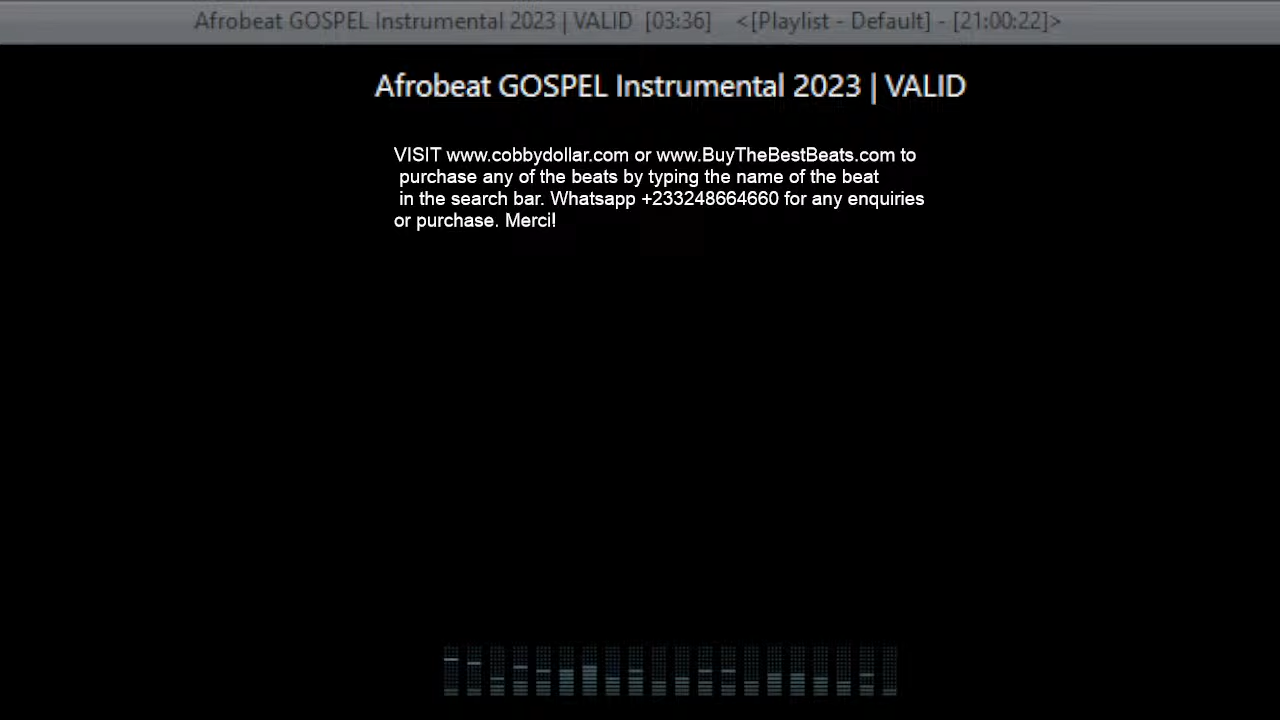 Afrobeat GOSPEL Instrumental 2023 | VALID [03:36] <[Playlist - Default] - [21:00:22]>
Afrobeat GOSPEL Instrumental 2023 | VALID
VISIT www.cobbydollar.com or www.BuyTheBestBeats.com to
purchase any of the beats by typing the name of the beat
in the search bar. Whatsapp +233248664660 for any enquiries
or purchase. Merci!